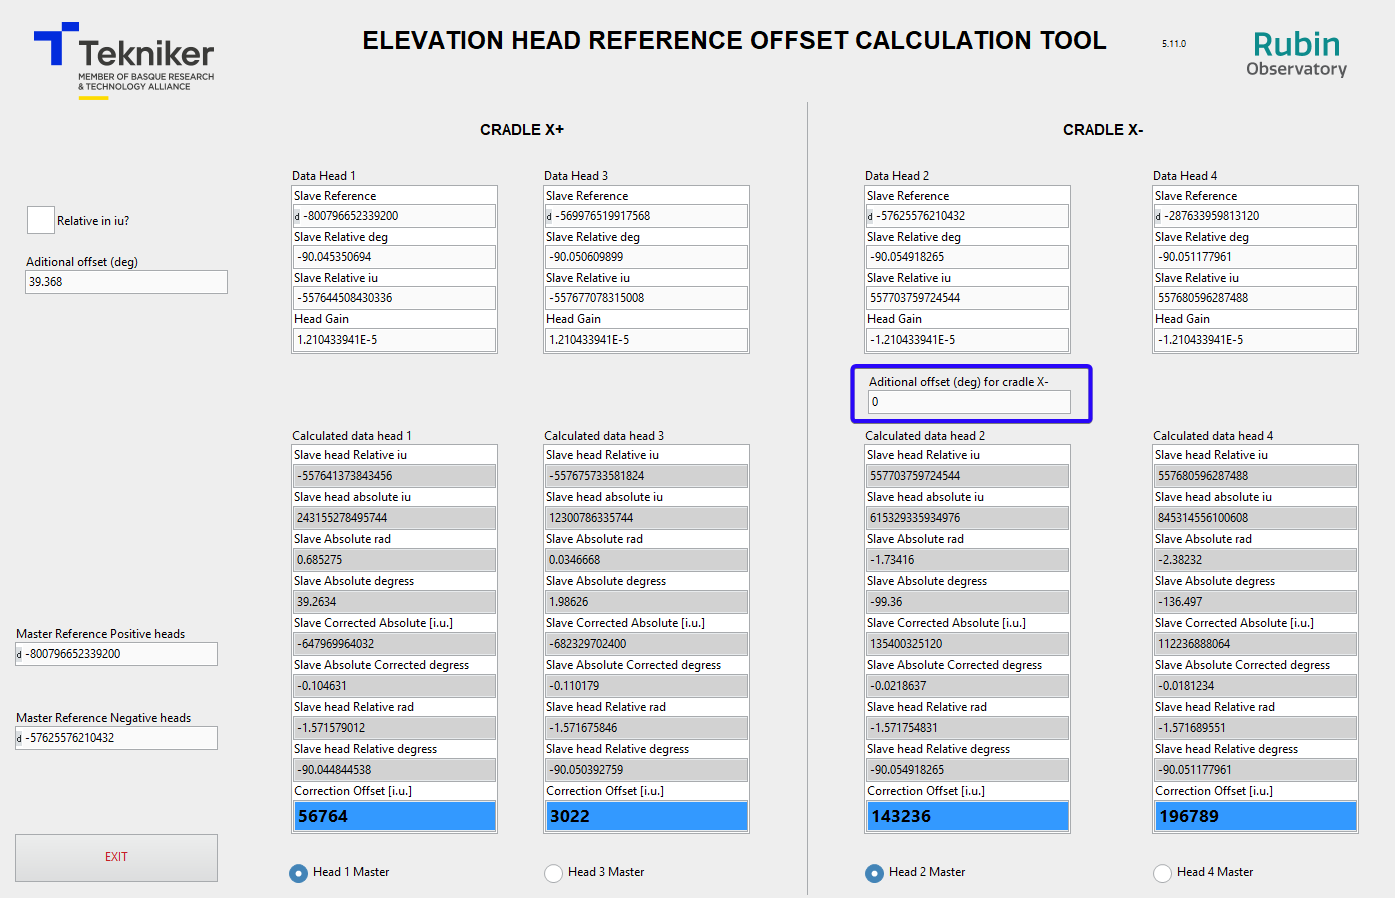 Tekniker
MEMBER OF BASQUE RESEARCH
& TECHNOLOGY ALLIANCE
ELEVATION HEAD REFERENCE OFFSET CALCULATION TOOL
5.11.0
Rubin
Observatory
Relative in iu?
Aditional offset (deg)
39.368
Master Reference Positive heads
d -800796652339200
Master Reference Negative heads
d -57625576210432
EXIT
CRADLE X+
Data Head 1
Slave Reference
d -800796652339200
Slave Relative deg
-90.045350694
Slave Relative iu
-557644508430336
Head Gain
1.210433941E-5
Data Head 3
Slave Reference
d -569976519917568
Slave Relative deg
-90.050609899
Slave Relative iu
-557677078315008
Head Gain
1.210433941E-5
Calculated data head 1
Slave head Relative iu
-557641373843456
Slave head absolute iu
243155278495744
Slave Absolute rad
0.685275
Slave Absolute degress
39.2634
Slave Corrected Absolute [i.u.]
-647969964032
Slave Absolute Corrected degress
-0.104631
Slave head Relative rad
-1.571579012
Slave head Relative degress
-90.044844538
Correction Offset [i.u.]
56764
Head 1 Master
Calculated data head 3
Slave head Relative iu
-557675733581824
Slave head absolute iu
12300786335744
Slave Absolute rad
0.0346668
Slave Absolute degress
1.98626
Slave Corrected Absolute [i.u.]
-682329702400
Slave Absolute Corrected degress
-0.110179
Slave head Relative rad
-1.571675846
Slave head Relative degress
-90.050392759
Correction Offset [i.u.]
3022
Head 3 Master
CRADLE X-
Data Head 2
Slave Reference
d -57625576210432
Slave Relative deg
-90.054918265
Slave Relative iu
557703759724544
Head Gain
-1.210433941E-5
Data Head 4
Slave Reference
d -287633959813120
Slave Relative deg
-90.051177961
Slave Relative iu
557680596287488
Head Gain
-1.210433941E-5
Aditional offset (deg) for cradle X-
0
Calculated data head 2
Slave head Relative iu
557703759724544
Slave head absolute iu
615329335934976
Slave Absolute rad
-1.73416
Slave Absolute degress
-99.36
Slave Corrected Absolute [i.u.]
135400325120
Slave Absolute Corrected degress
-0.0218637
Slave head Relative rad
-1.571754831
Slave head Relative degress
-90.054918265
Correction Offset [i.u.]
143236
Head 2 Master
Calculated data head 4
Slave head Relative iu
557680596287488
Slave head absolute iu
845314556100608
Slave Absolute rad
-2.38232
Slave Absolute degress
-136.497
Slave Corrected Absolute [i.u.]
112236888064
Slave Absolute Corrected degress
-0.0181234
Slave head Relative rad
-1.571689551
Slave head Relative degress
-90.051177961
Correction Offset [i.u.]
196789
Head 4 Master